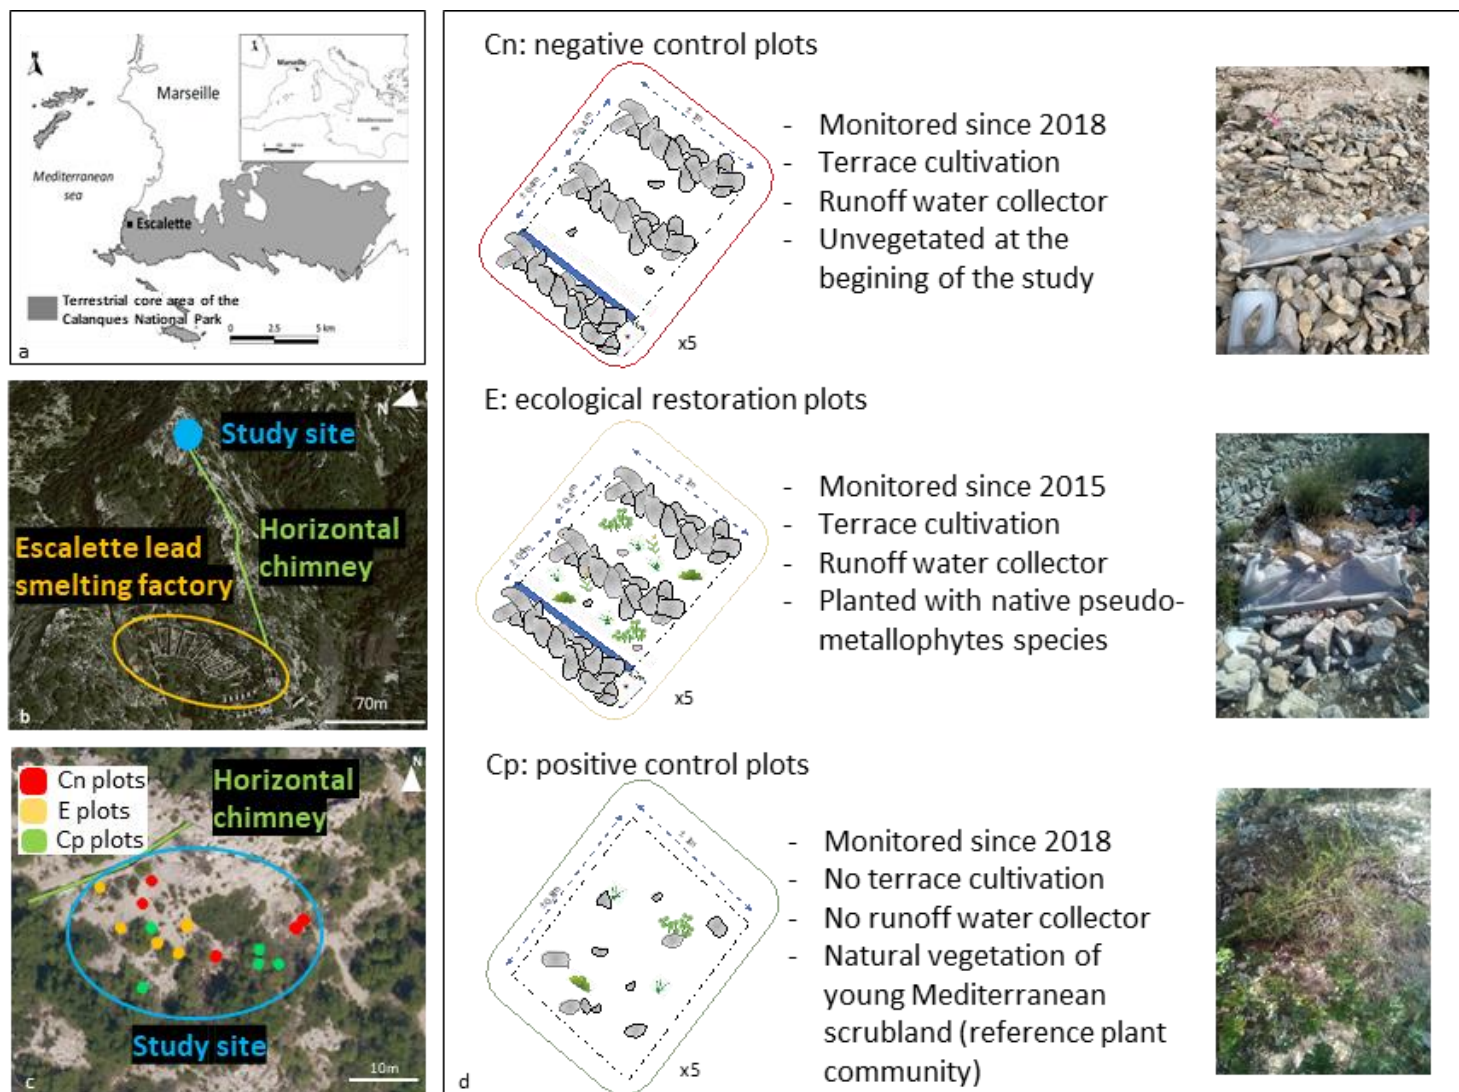 N
Marseille
Marseille
Mediterranean
sea
Mediterranean
sea
Escalette
Terrestrial core area of the
Calanques National Park
0 2.5 5 km
a
N
Study site
Horizontal
chimney
Escalette lead
smelting factory
70m
b
Cn plots
E plots
Cp plots
Horizontal
chimney
N
Study site
10m
c
Cn: negative control plots
- Monitored since 2018
- Terrace cultivation
- Runoff water collector
- Unvegetated at the
begining of the study
x5
E: ecological restoration plots
- Monitored since 2015
- Terrace cultivation
- Runoff water collector
- Planted with native pseudo-
metallophytes species
x5
Cp: positive control plots
- Monitored since 2018
- No terrace cultivation
- No runoff water collector
- Natural vegetation of
young Mediterranean
scrubland (reference plant
community)
x5
d